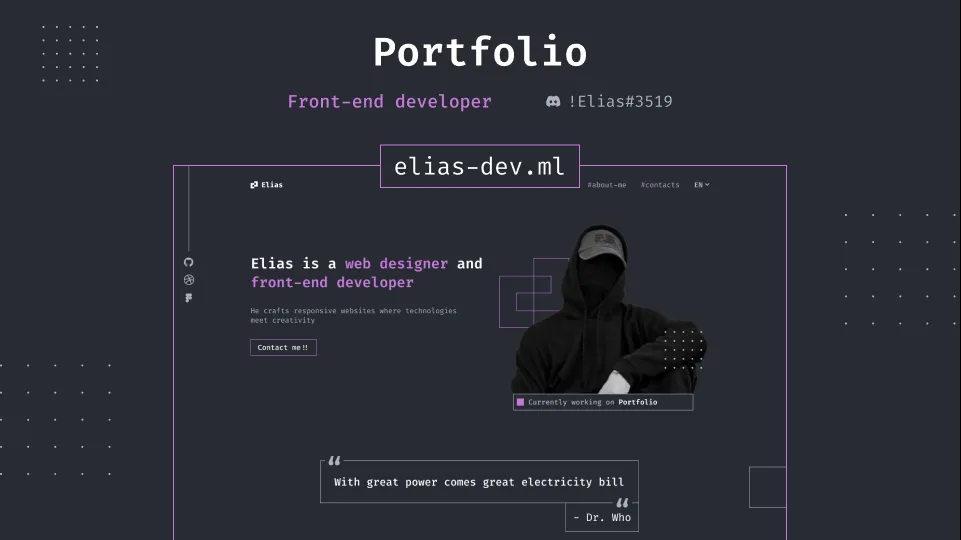 Portfolio
Front-end developer
!Elias#3519
elias-dev.ml
Elias
#about-me #contacts EN
Elias is a web designer and
front-end developer
He crafts responsive websites where technologies
meet creativity
Contact me!!
Currently working on Portfolio
“
With great power comes great electricity bill
”
- Dr. Who